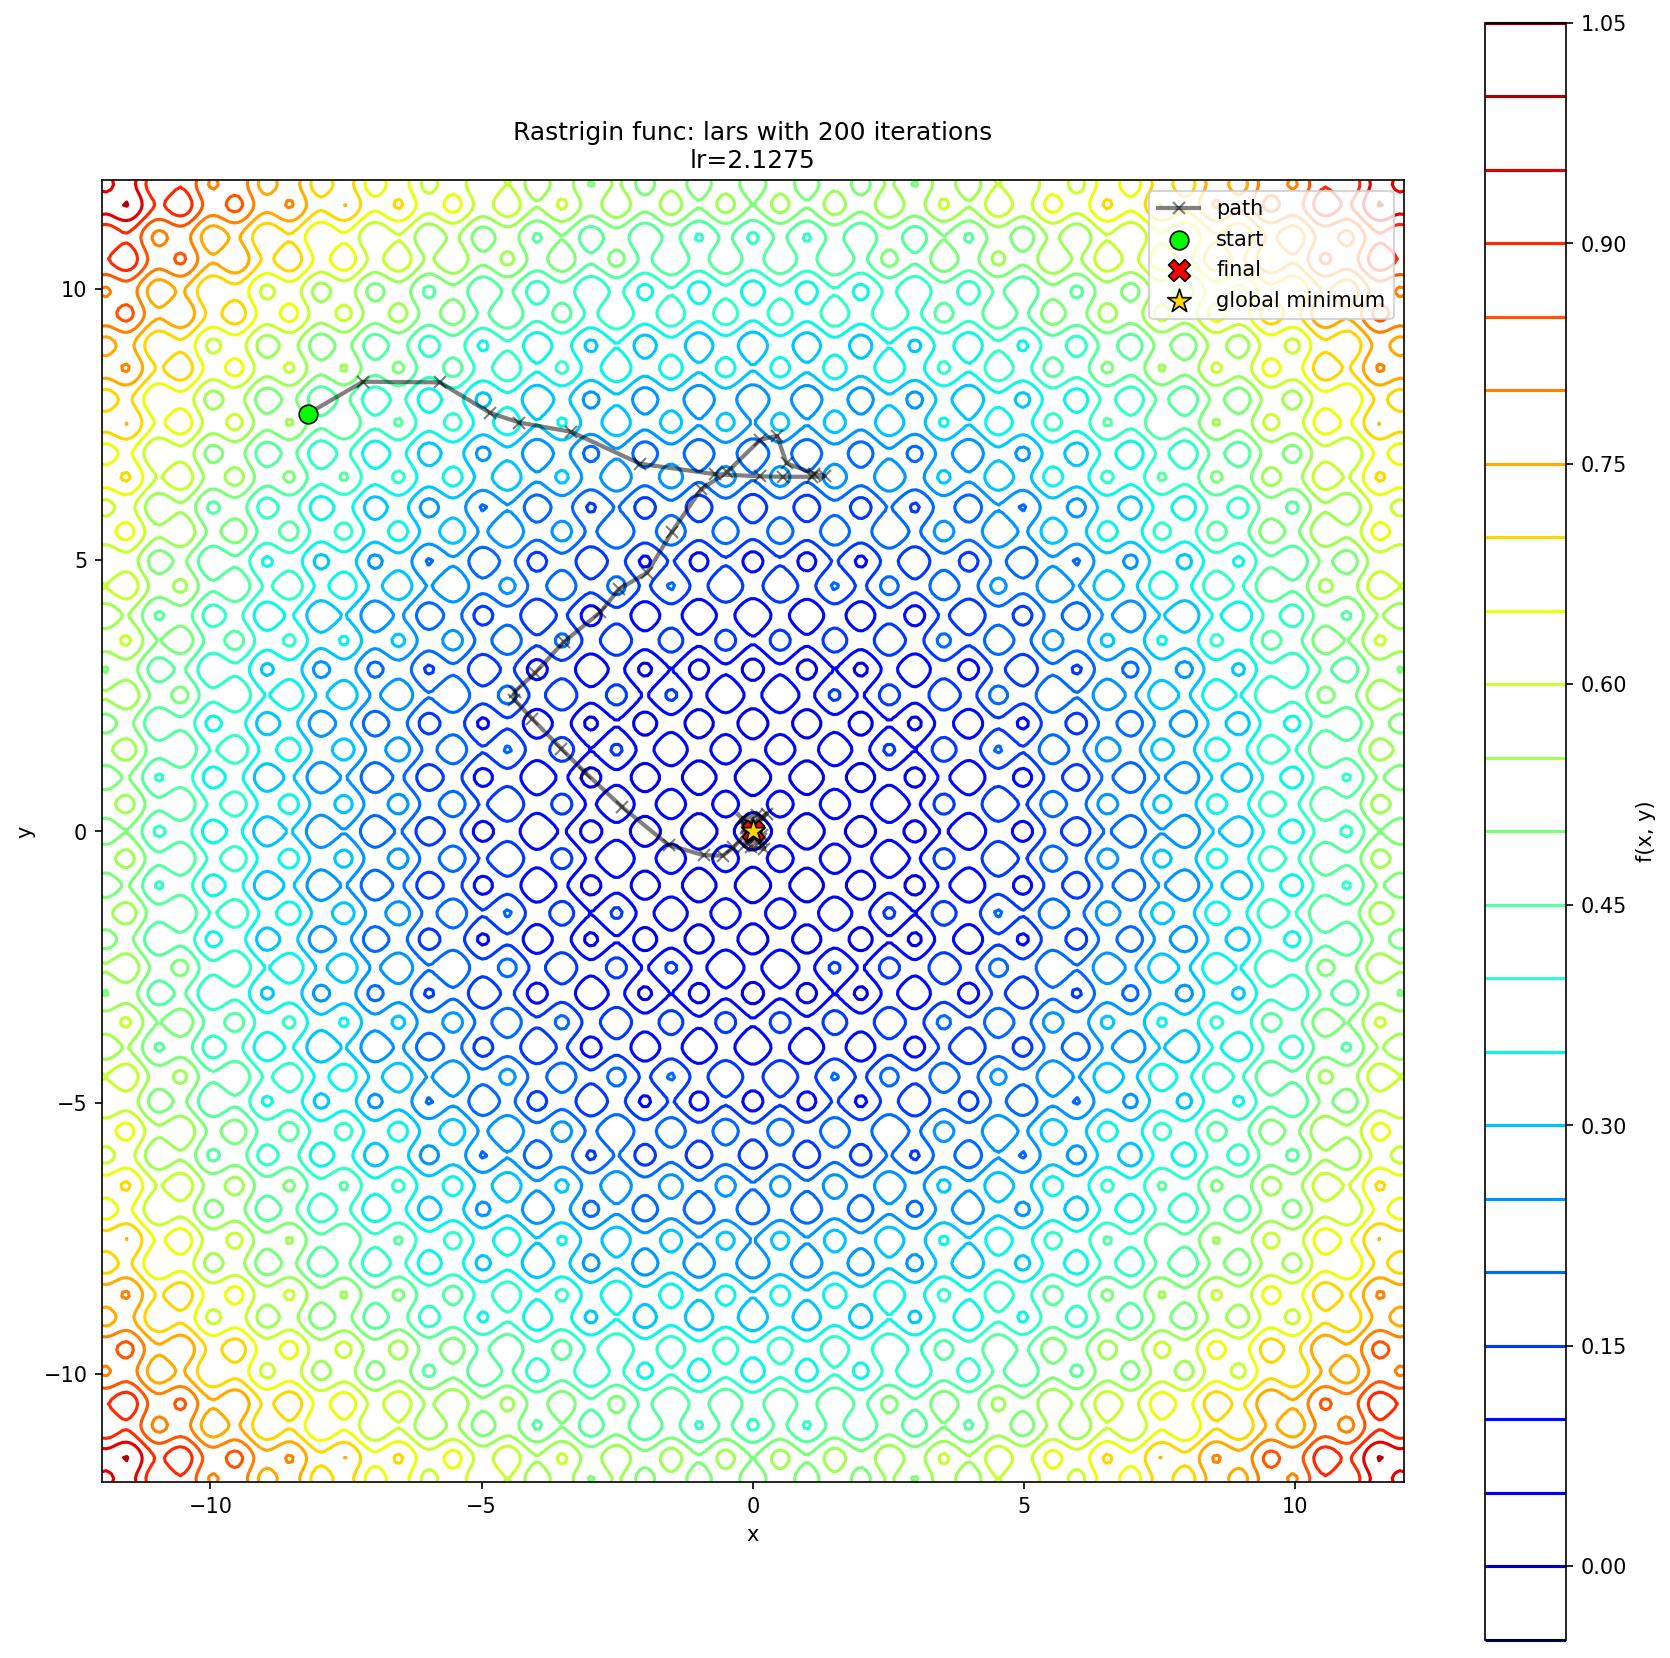 Rastrigin func: lars with 200 iterations
lr=2.1275
path
start
final
global minimum
10
5
0
−5
−10
y
−10
−5
0
5
10
x
1.05
0.90
0.75
0.60
0.45
0.30
0.15
0.00
f(x, y)